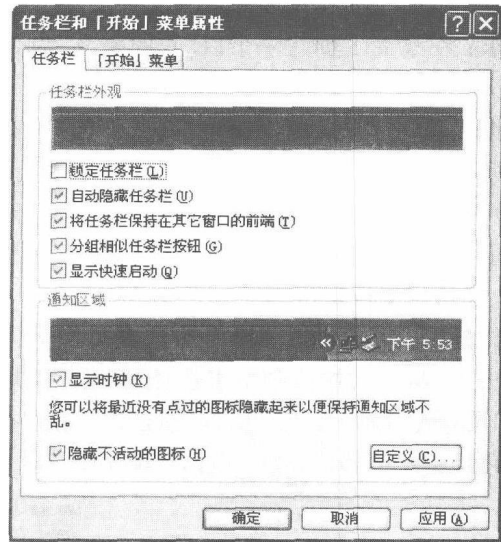 任务栏和「开始」菜单属性
任务栏 「开始」菜单
任务栏外观
锁定任务栏(L)
自动隐藏任务栏(U)
将任务栏保持在其它窗口的前端(T)
分组相似任务栏按钮(G)
显示快速启动(Q)
通知区域
« 下午 5:53
显示时钟(K)
您可以将最近没有点过的图标隐藏起来以便保持通知区域不
乱。
隐藏不活动的图标(H) 自定义(C)...
确定 取消 应用(A)